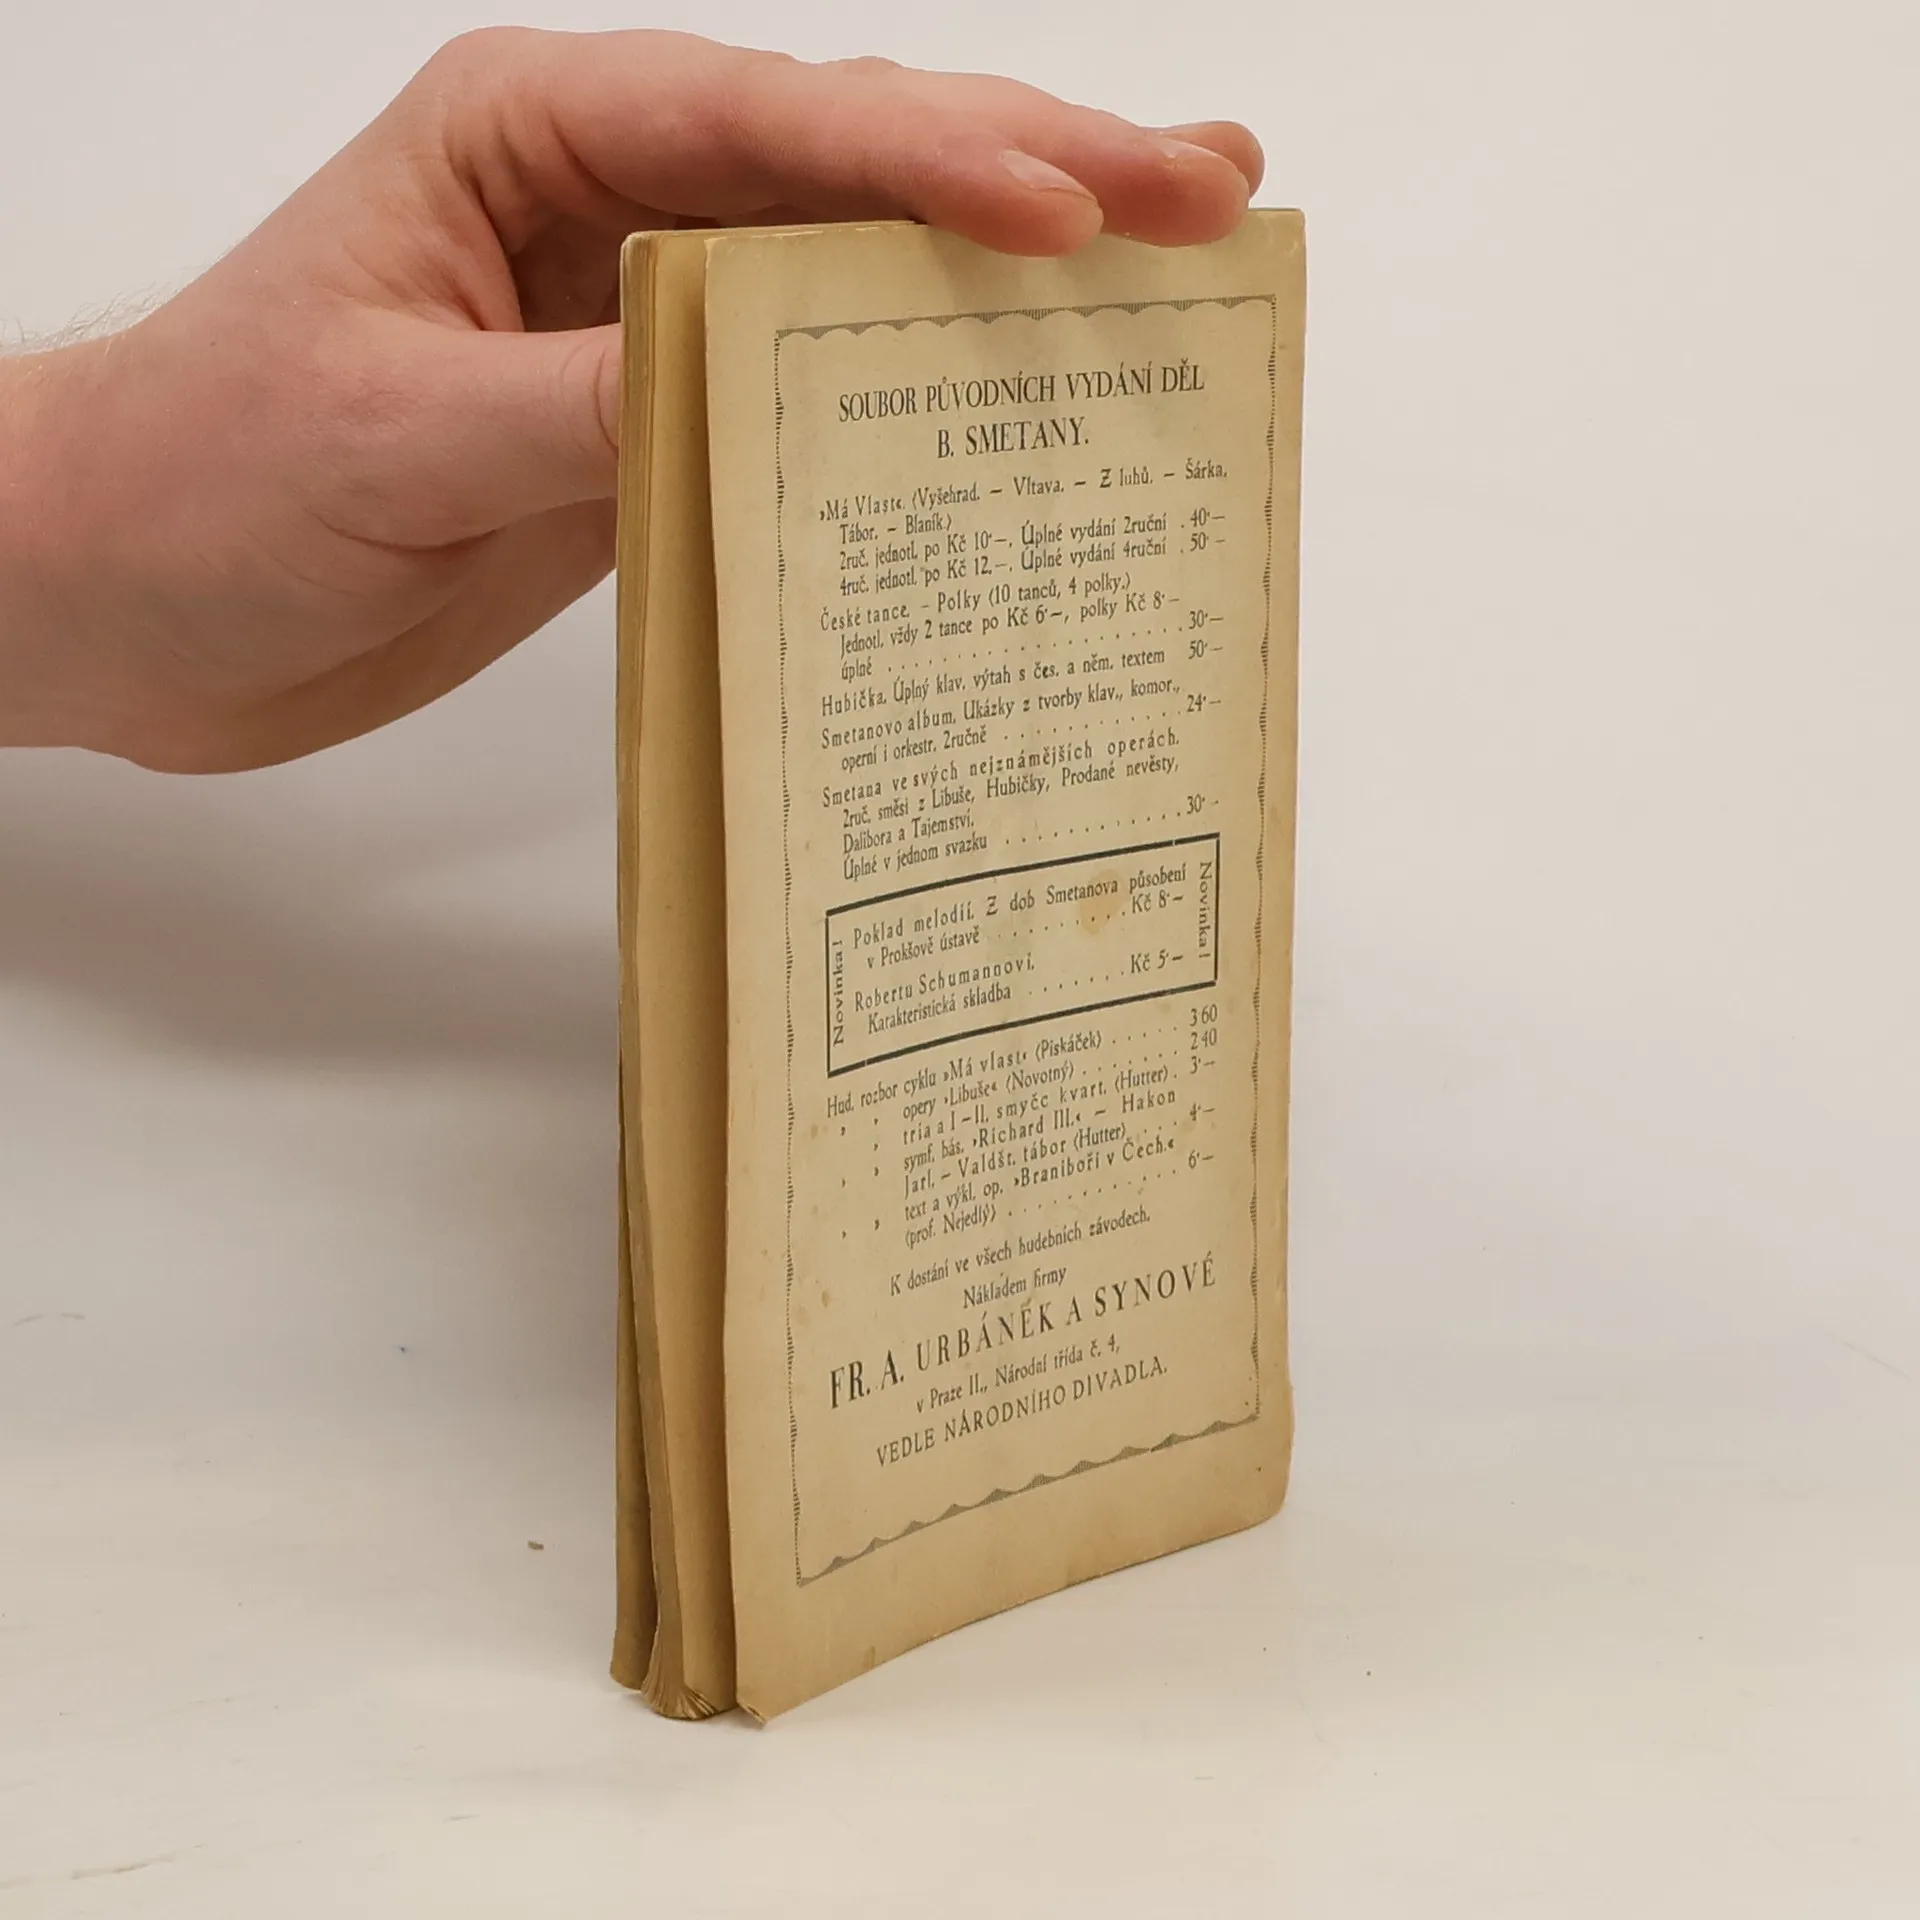 SOUBOR PŮVODNÍCH VYDÁNÍ DĚL
B. SMETANY.
»Má Vlast«. (Vyšehrad. – Vltava. – Z luhů. – Šárka.
Tábor. – Blaník.)
2ruč. jednotl. po Kč 10·–. Úplné vydání 2ruční . 40·–
4ruč. jednotl. po Kč 12.–. Úplné vydání 4ruční . 50·–
České tance. – Polky (10 tanců, 4 polky.)
Jednotl. vždy 2 tance po Kč 6·–, polky Kč 8·–
úplné . . . . . . . . . . . . . . . . . 30·–
Hubička. Úplný klav. výtah s čes. a něm. textem 50·–
Smetanovo album. Ukázky z tvorby klav., komor.,
operní i orkestr. 2ručně . . . . . . . . . . . 24·–
Smetana ve svých nejznámějších operách.
2ruč. směsi z Libuše, Hubičky, Prodané nevěsty,
Dalibora a Tajemství.
Úplné v jednom svazku . . . . . . . . . . . . 30·–
Novinka!
Poklad melodií. Z dob Smetanova působení
v Prokšově ústavě . . . . . . . . . . Kč 8·–
Robertu Schumannovi.
Karakteristická skladba . . . . . . . Kč 5·–
Novinka!
Hud. rozbor cyklu »Má vlast« (Piskáček) . . . . . 3 60
» » opery »Libuše« (Novotný) . . . . . . . 2 40
» tria a I–II. smyčc kvart. (Hutter) . 3·–
» » symf. bás. »Richard III.« – Hakon
Jarl. – Valdšt. tábor (Hutter) . . . . 4·–
» » text a výkl. op. »Braniboři v Čech.«
(prof. Nejedlý) . . . . . . . . . . . . 6·–
K dostání ve všech hudebních závodech.
Nákladem firmy
FR. A. URBÁNEK A SYNOVÉ
v Praze II., Národní třída č. 4,
VEDLE NÁRODNÍHO DIVADLA.